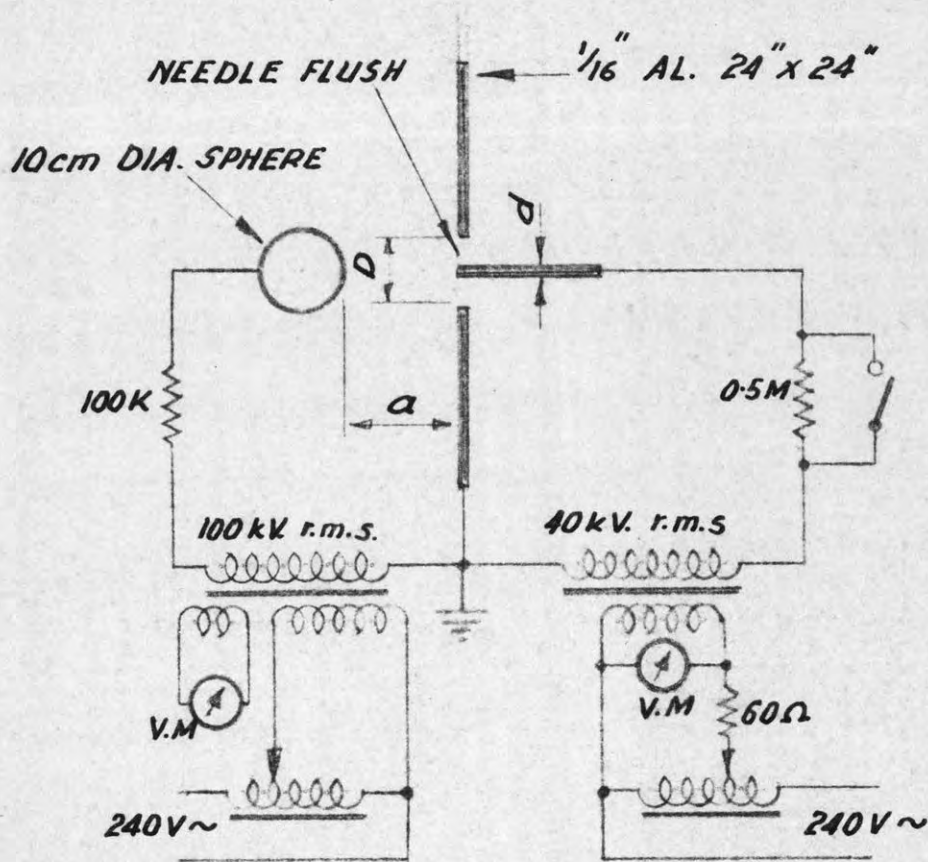 1/16" AL. 24" x 24"
NEEDLE FLUSH
10cm DIA. SPHERE
d
D
100K
a
0.5M
100 kV. r.m.s.
40 kV. r.m.s
V.M
V.M
60Ω
240V~
240V~